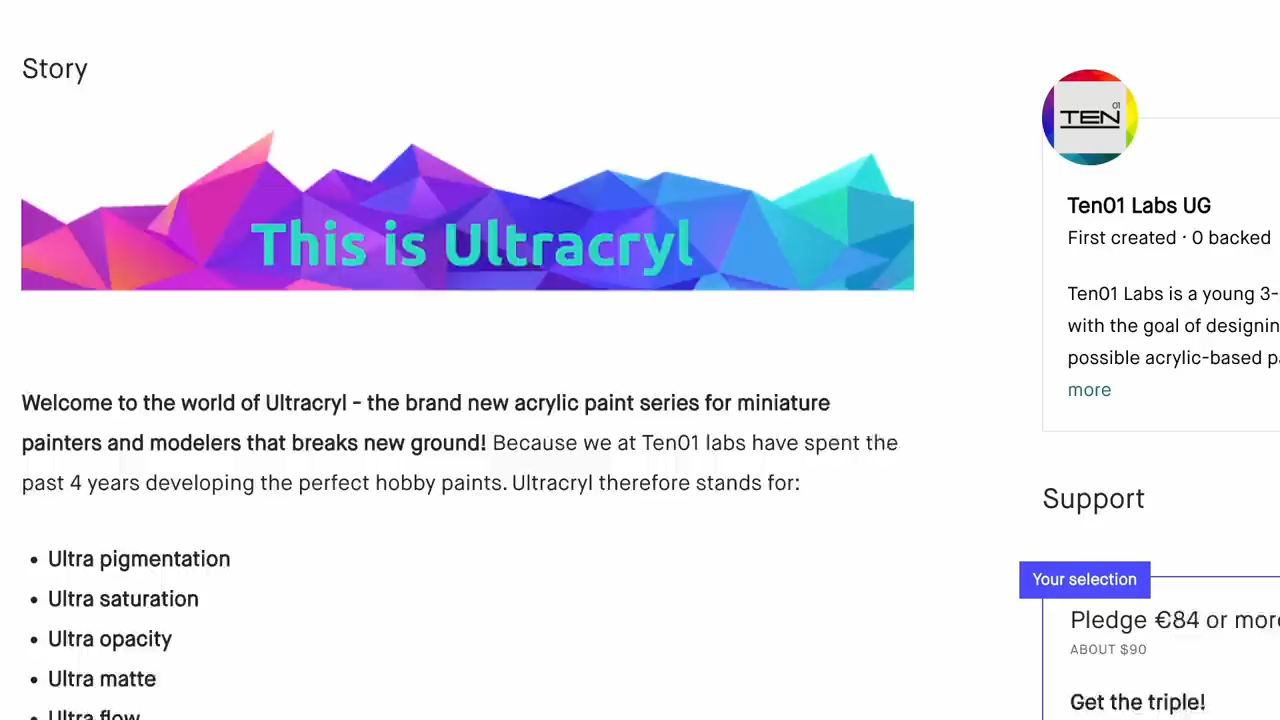 Story
This is Ultracryl
Welcome to the world of Ultracryl - the brand new acrylic paint series for miniature
painters and modelers that breaks new ground! Because we at Ten01 labs have spent the
past 4 years developing the perfect hobby paints. Ultracryl therefore stands for:
• Ultra pigmentation
• Ultra saturation
• Ultra opacity
• Ultra matte
• Ultra flow
TEN 01
Ten01 Labs UG
First created · 0 backed
Ten01 Labs is a young 3-
with the goal of designin
possible acrylic-based pa
more
Support
Your selection
Pledge €84 or more
ABOUT $90
Get the triple!